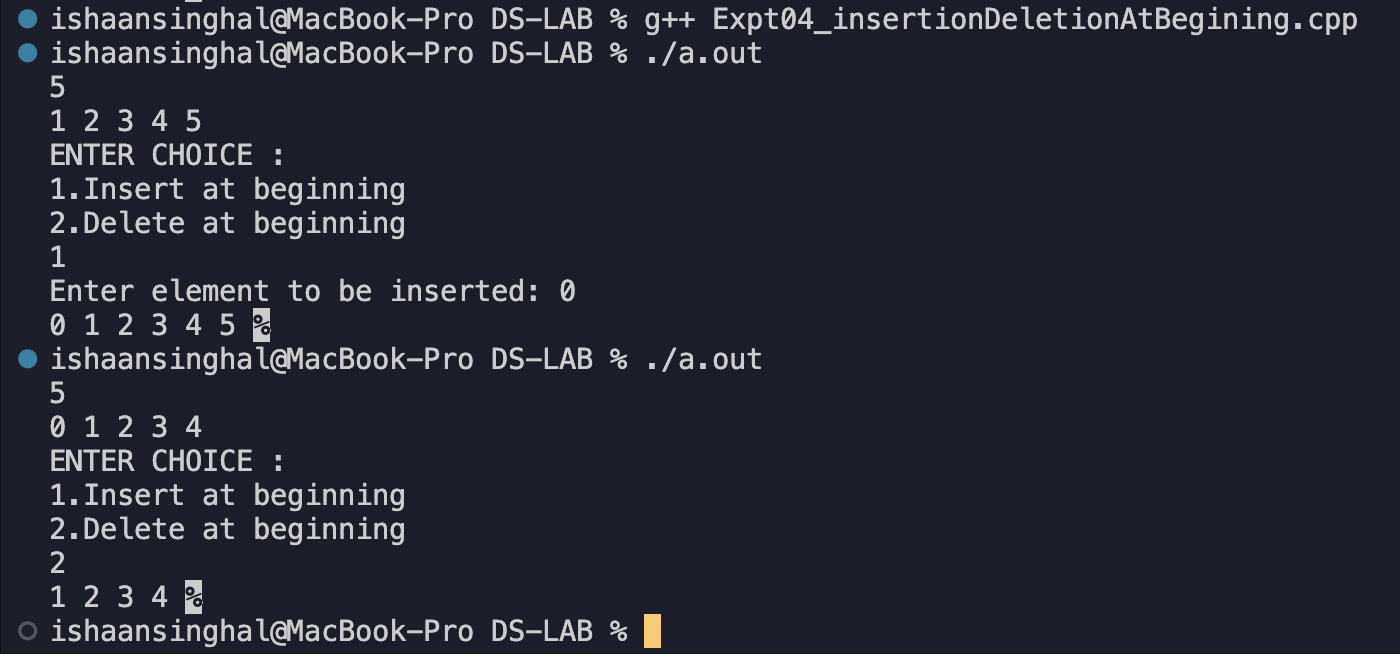 ishaansinghal@MacBook-Pro DS-LAB % g++ Expt04_insertionDeletionAtBegining.cpp
ishaansinghal@MacBook-Pro DS-LAB % ./a.out
5
1 2 3 4 5
ENTER CHOICE :
1.Insert at beginning
2.Delete at beginning
1
Enter element to be inserted: 0
0 1 2 3 4 5 %
ishaansinghal@MacBook-Pro DS-LAB % ./a.out
5
0 1 2 3 4
ENTER CHOICE :
1.Insert at beginning
2.Delete at beginning
2
1 2 3 4 %
ishaansinghal@MacBook-Pro DS-LAB %